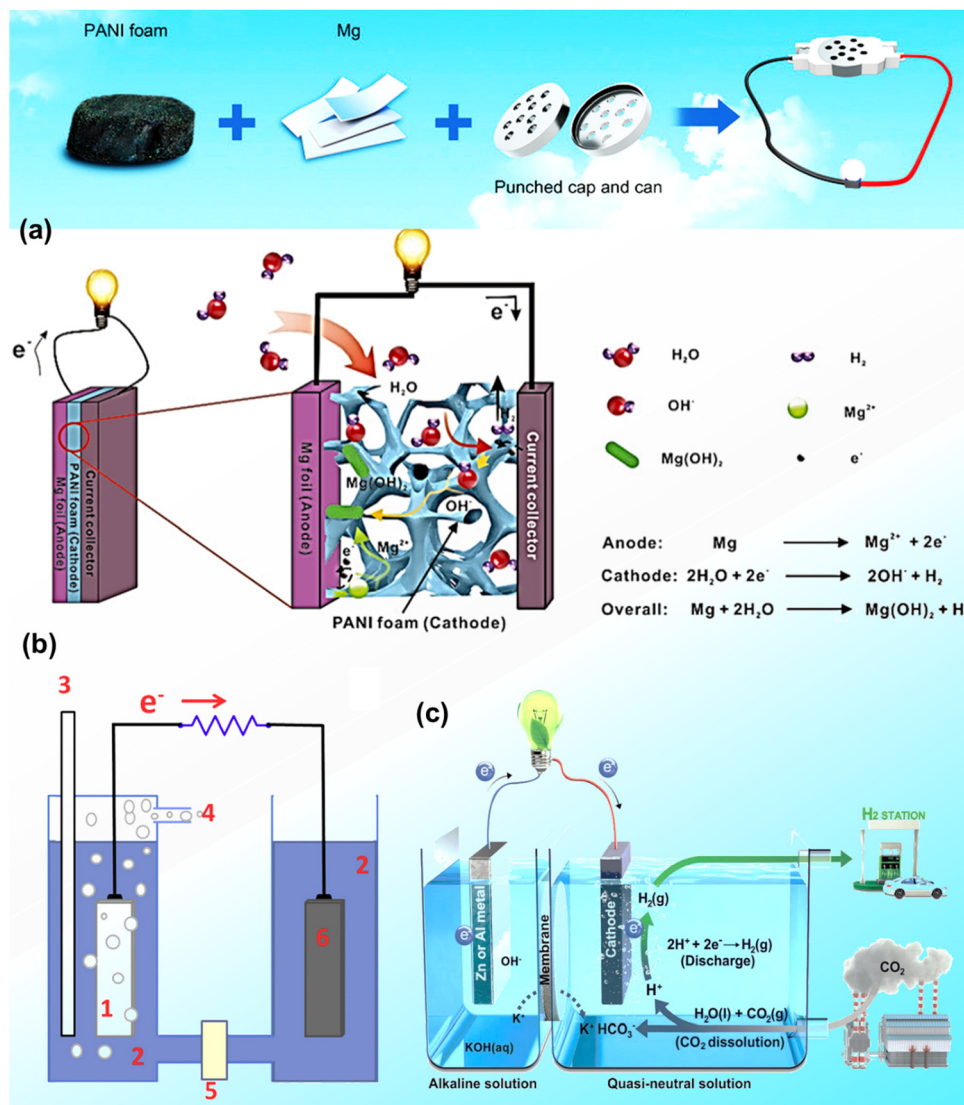 PANI foam
Mg
Punched cap and can
(a)
e⁻
Mg foil (Anode)
PANI foam (Cathode)
Current collector
e⁻
H₂O
H₂
Mg foil (Anode)
Mg(OH)₂
OH⁻
e⁻
Mg²⁺
Current collector
PANI foam (Cathode)
H₂O
H₂
OH⁻
Mg²⁺
Mg(OH)₂
e⁻
Anode: Mg → Mg²⁺ + 2e⁻
Cathode: 2H₂O + 2e⁻ → 2OH⁻ + H₂
Overall: Mg + 2H₂O → Mg(OH)₂ + H
(b)
3
e⁻
4
2
1
6
2
5
(c)
e⁻
e⁻
H₂ STATION
Zn or Al metal
e⁻
OH⁻
Membrane
Cathode
e⁻
H₂(g)
2H⁺ + 2e⁻ → H₂(g)
(Discharge)
H⁺
CO₂
H₂O(l) + CO₂(g)
K⁺
K⁺ HCO₃⁻
(CO₂ dissolution)
KOH(aq)
Alkaline solution
Quasi-neutral solution